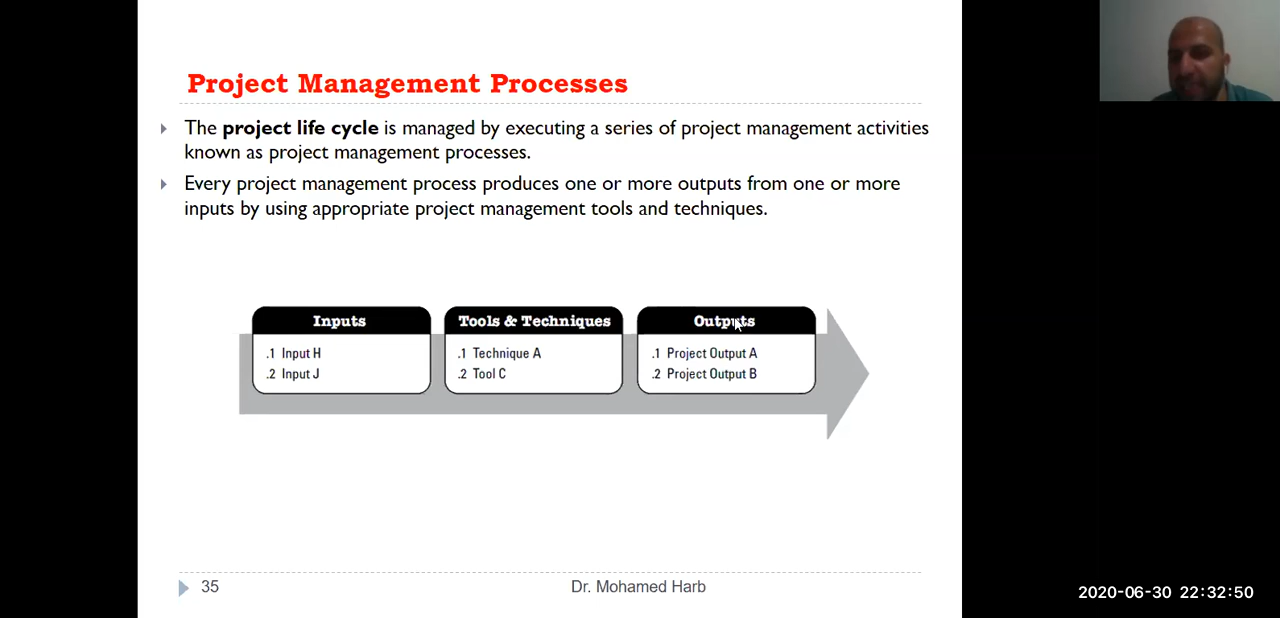 Project Management Processes
The project life cycle is managed by executing a series of project management activities
known as project management processes.
Every project management process produces one or more outputs from one or more
inputs by using appropriate project management tools and techniques.
Inputs
.1 Input H
.2 Input J
Tools & Techniques
.1 Technique A
.2 Tool C
Outputs
.1 Project Output A
.2 Project Output B
35
Dr. Mohamed Harb
2020-06-30 22:32:50